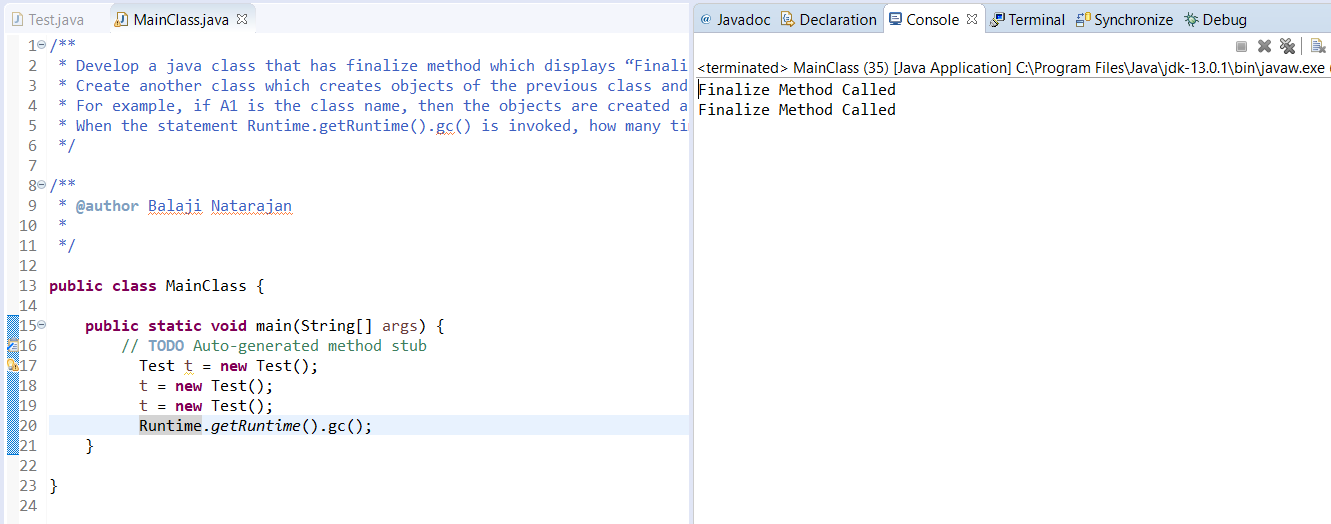 Test.java MainClass.java
1 /**
2 * Develop a java class that has finalize method which displays “Finali
3 * Create another class which creates objects of the previous class and
4 * For example, if A1 is the class name, then the objects are created a
5 * When the statement Runtime.getRuntime().gc() is invoked, how many ti
6 */
7
8 /**
9 * @author Balaji Natarajan
10 *
11 */
12
13 public class MainClass {
14
15 public static void main(String[] args) {
16 // TODO Auto-generated method stub
17 Test t = new Test();
18 t = new Test();
19 t = new Test();
20 Runtime.getRuntime().gc();
21 }
22
23 }
24
@ Javadoc Declaration Console Terminal Synchronize Debug
<terminated> MainClass (35) [Java Application] C:\Program Files\Java\jdk-13.0.1\bin\javaw.exe (
Finalize Method Called
Finalize Method Called